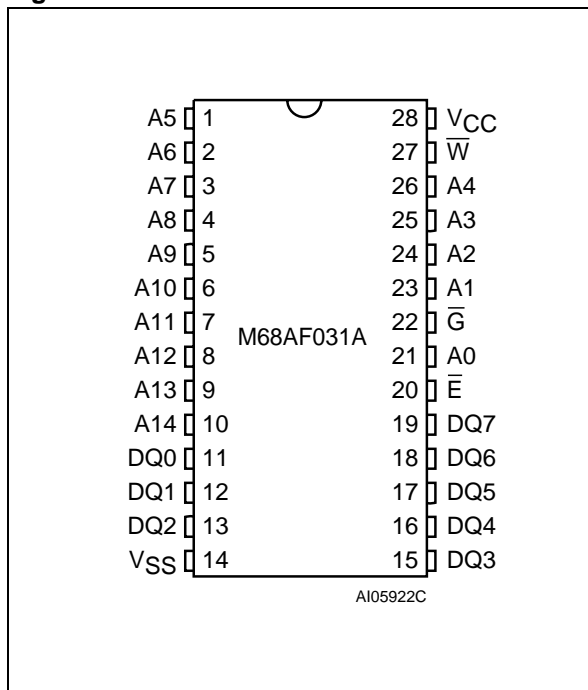 A5 1 28 VCC
A6 2 27 W̅
A7 3 26 A4
A8 4 25 A3
A9 5 24 A2
A10 6 23 A1
A11 7 22 G̅
M68AF031A
A12 8 21 A0
A13 9 20 E̅
A14 10 19 DQ7
DQ0 11 18 DQ6
DQ1 12 17 DQ5
DQ2 13 16 DQ4
VSS 14 15 DQ3
AI05922C